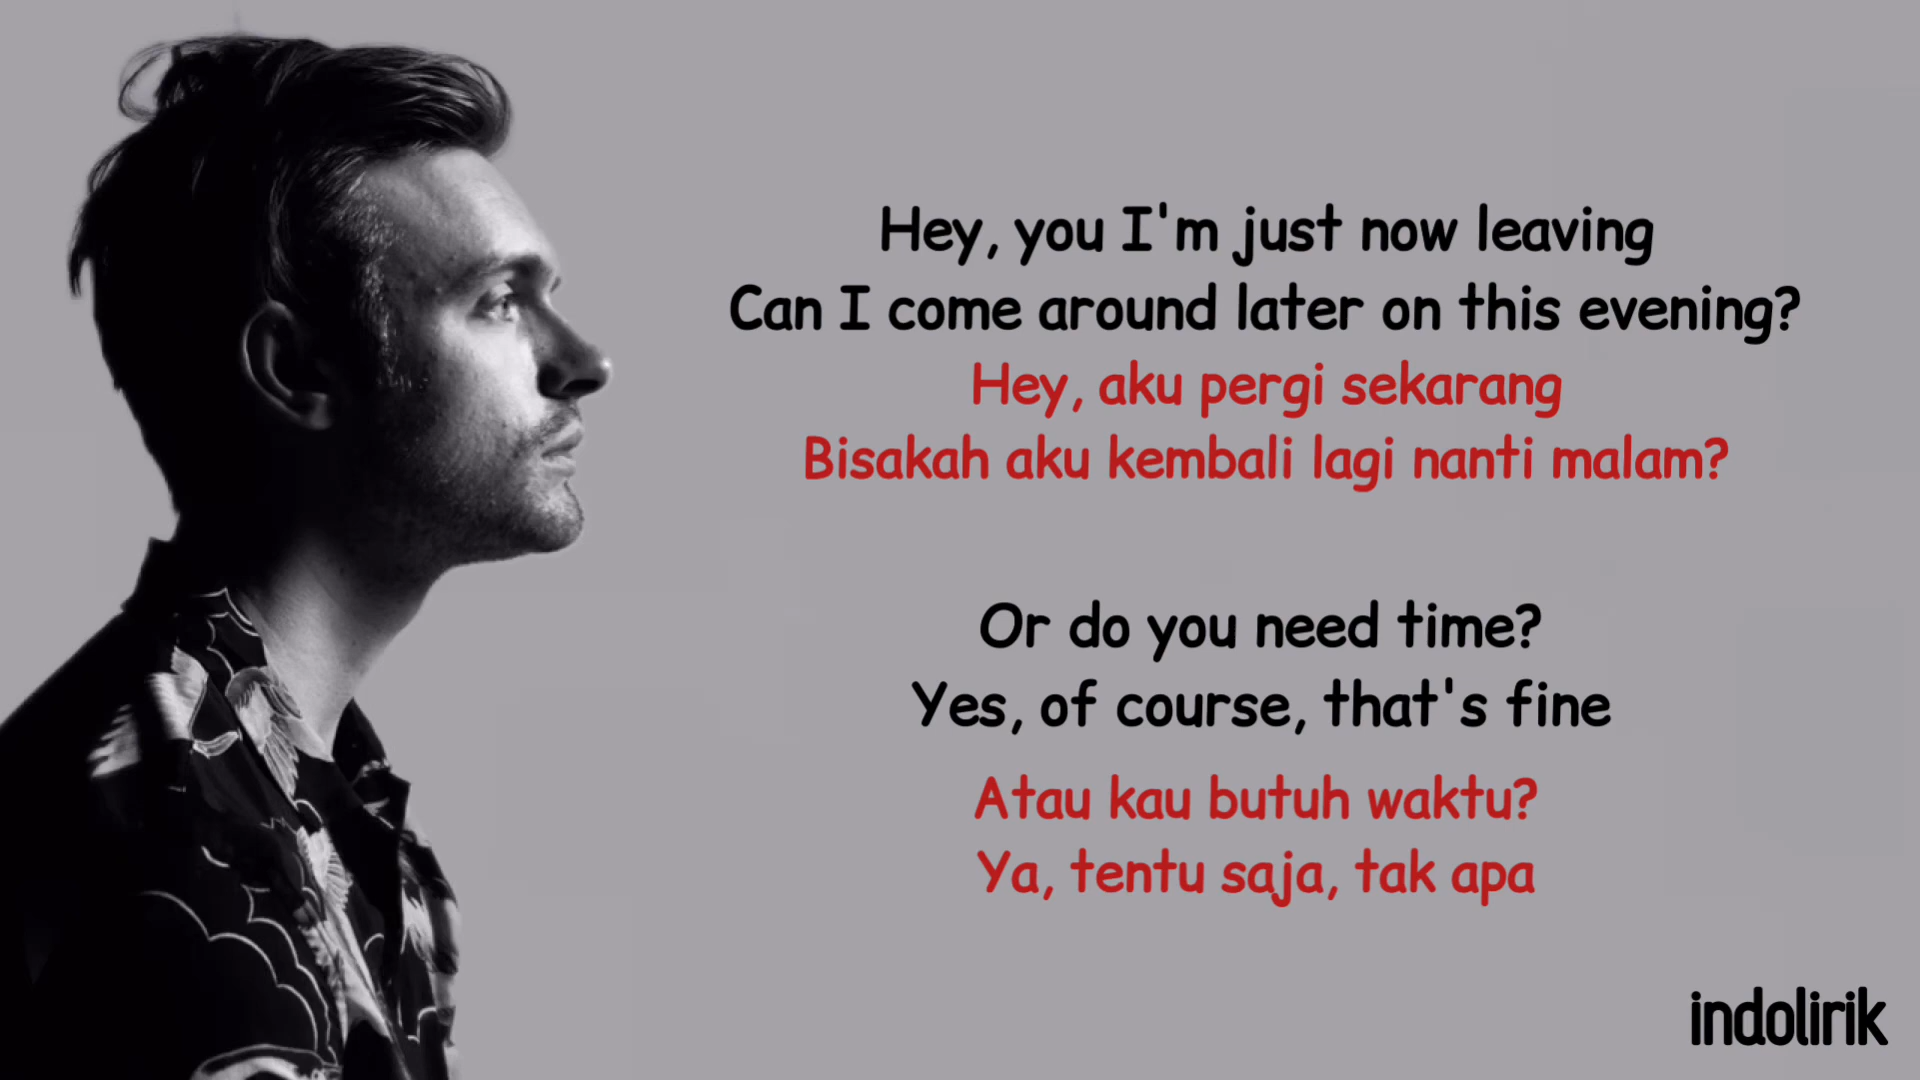 Hey, you I'm just now leaving
Can I come around later on this evening?
Hey, aku pergi sekarang
Bisakah aku kembali lagi nanti malam?
Or do you need time?
Yes, of course, that's fine
Atau kau butuh waktu?
Ya, tentu saja, tak apa
indolirik